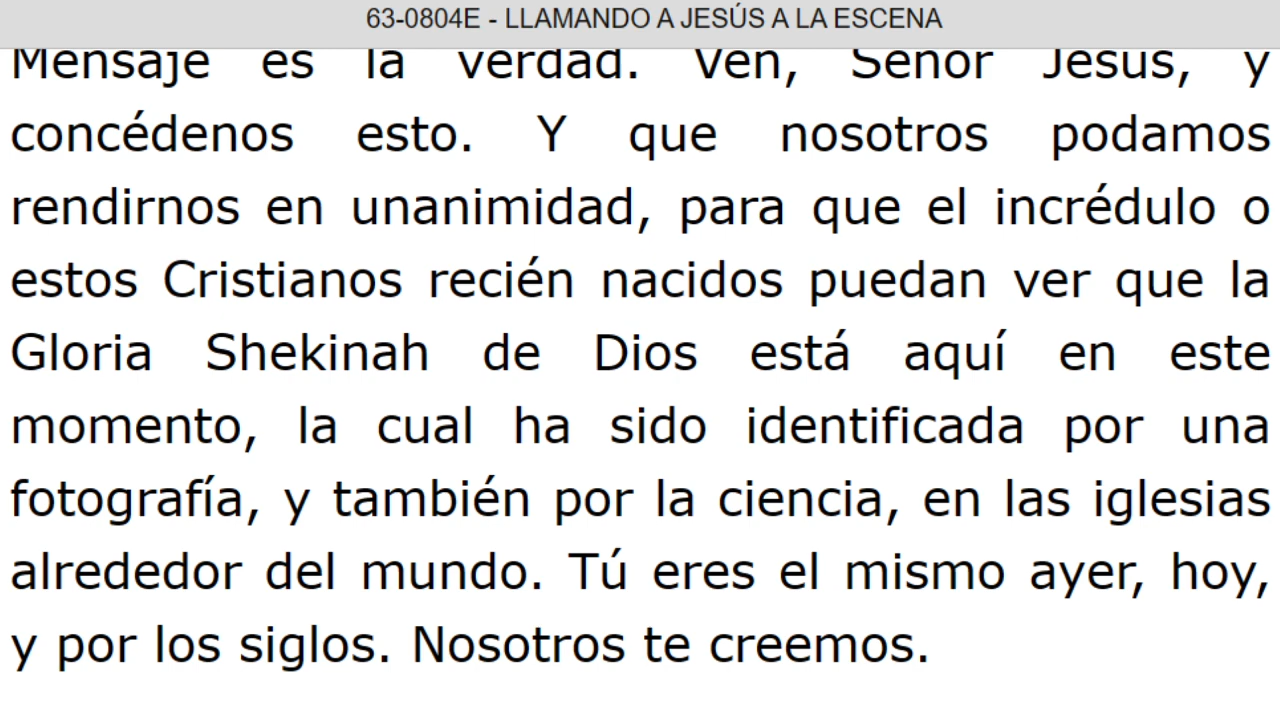 63-0804E - LLAMANDO A JESÚS A LA ESCENA
Mensaje es la verdad. Ven, Señor Jesús, y
concédenos esto. Y que nosotros podamos
rendirnos en unanimidad, para que el incrédulo o
estos Cristianos recién nacidos puedan ver que la
Gloria Shekinah de Dios está aquí en este
momento, la cual ha sido identificada por una
fotografía, y también por la ciencia, en las iglesias
alrededor del mundo. Tú eres el mismo ayer, hoy,
y por los siglos. Nosotros te creemos.